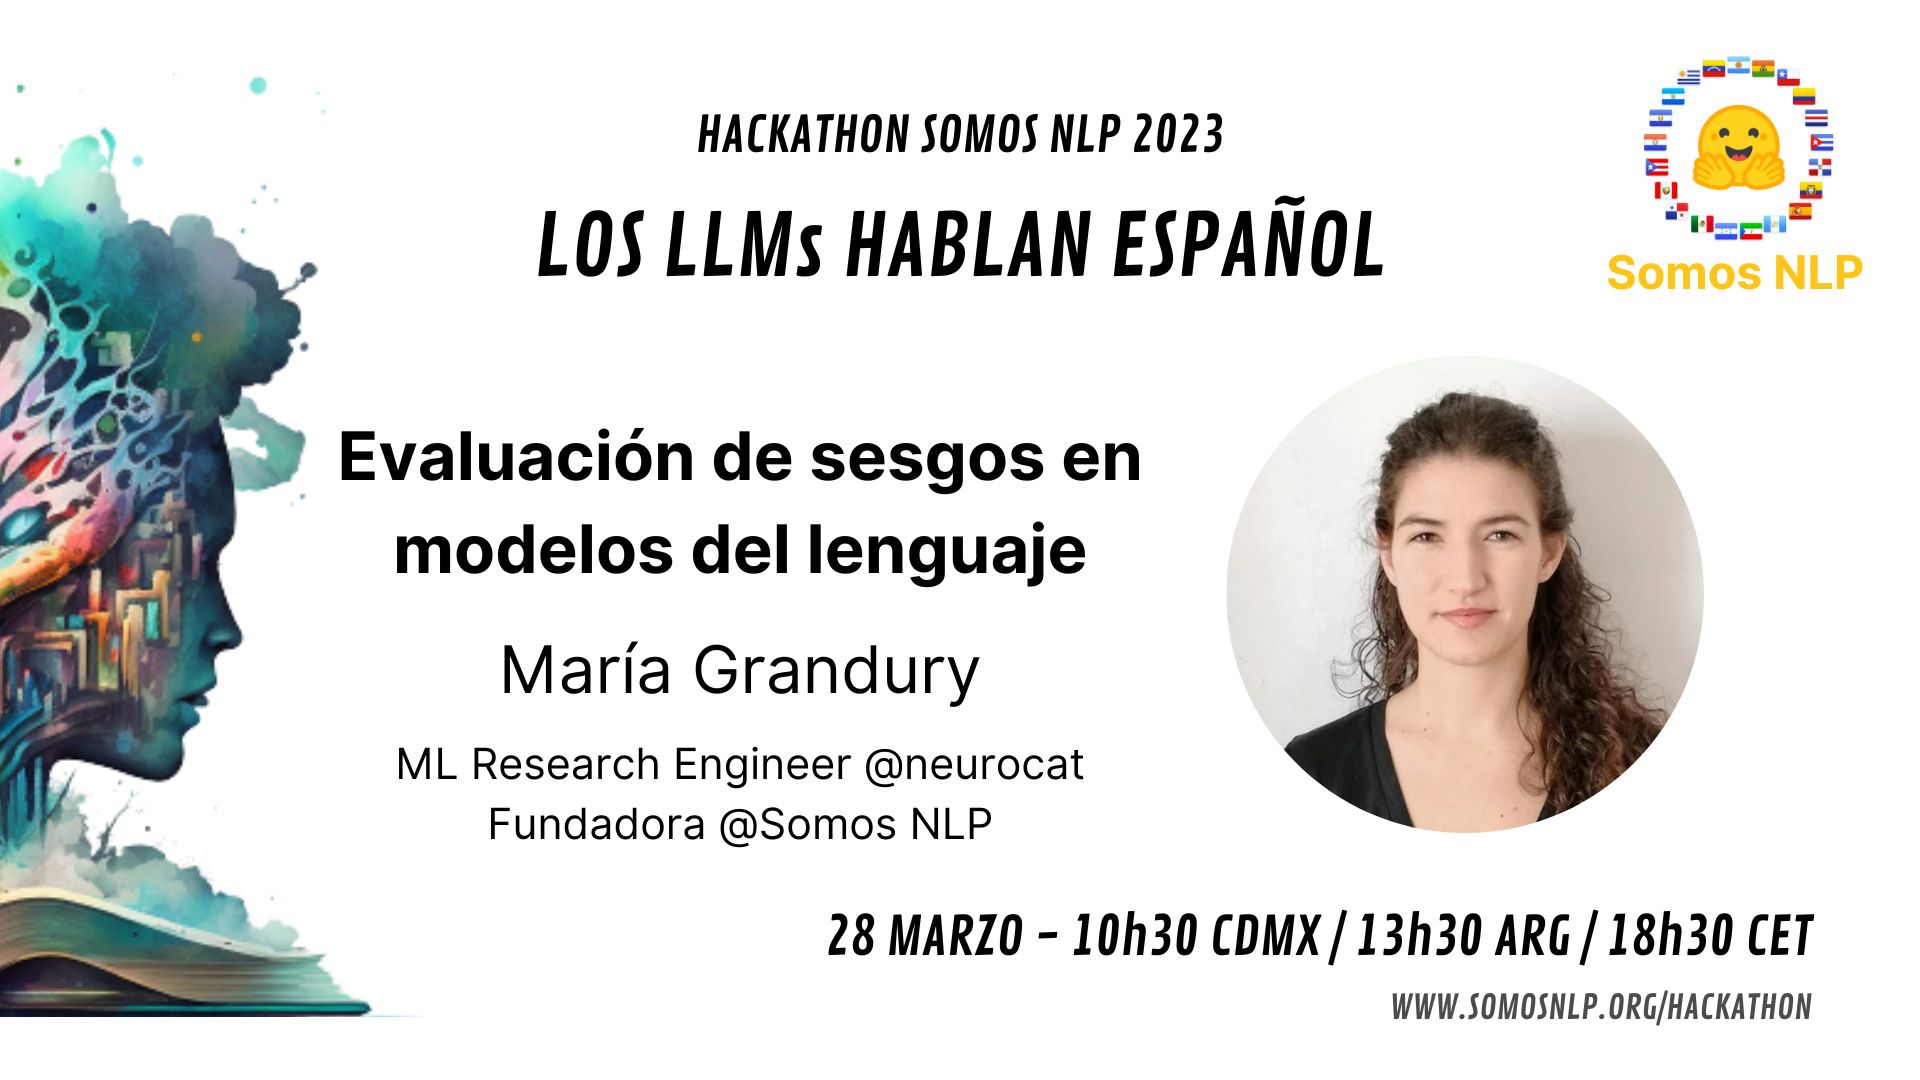 HACKATHON SOMOS NLP 2023
LOS LLMs HABLAN ESPAÑOL
Somos NLP
Evaluación de sesgos en
modelos del lenguaje
María Grandury
ML Research Engineer @neurocat
Fundadora @Somos NLP
28 MARZO - 10h30 CDMX / 13h30 ARG / 18h30 CET
WWW.SOMOSNLP.ORG/HACKATHON